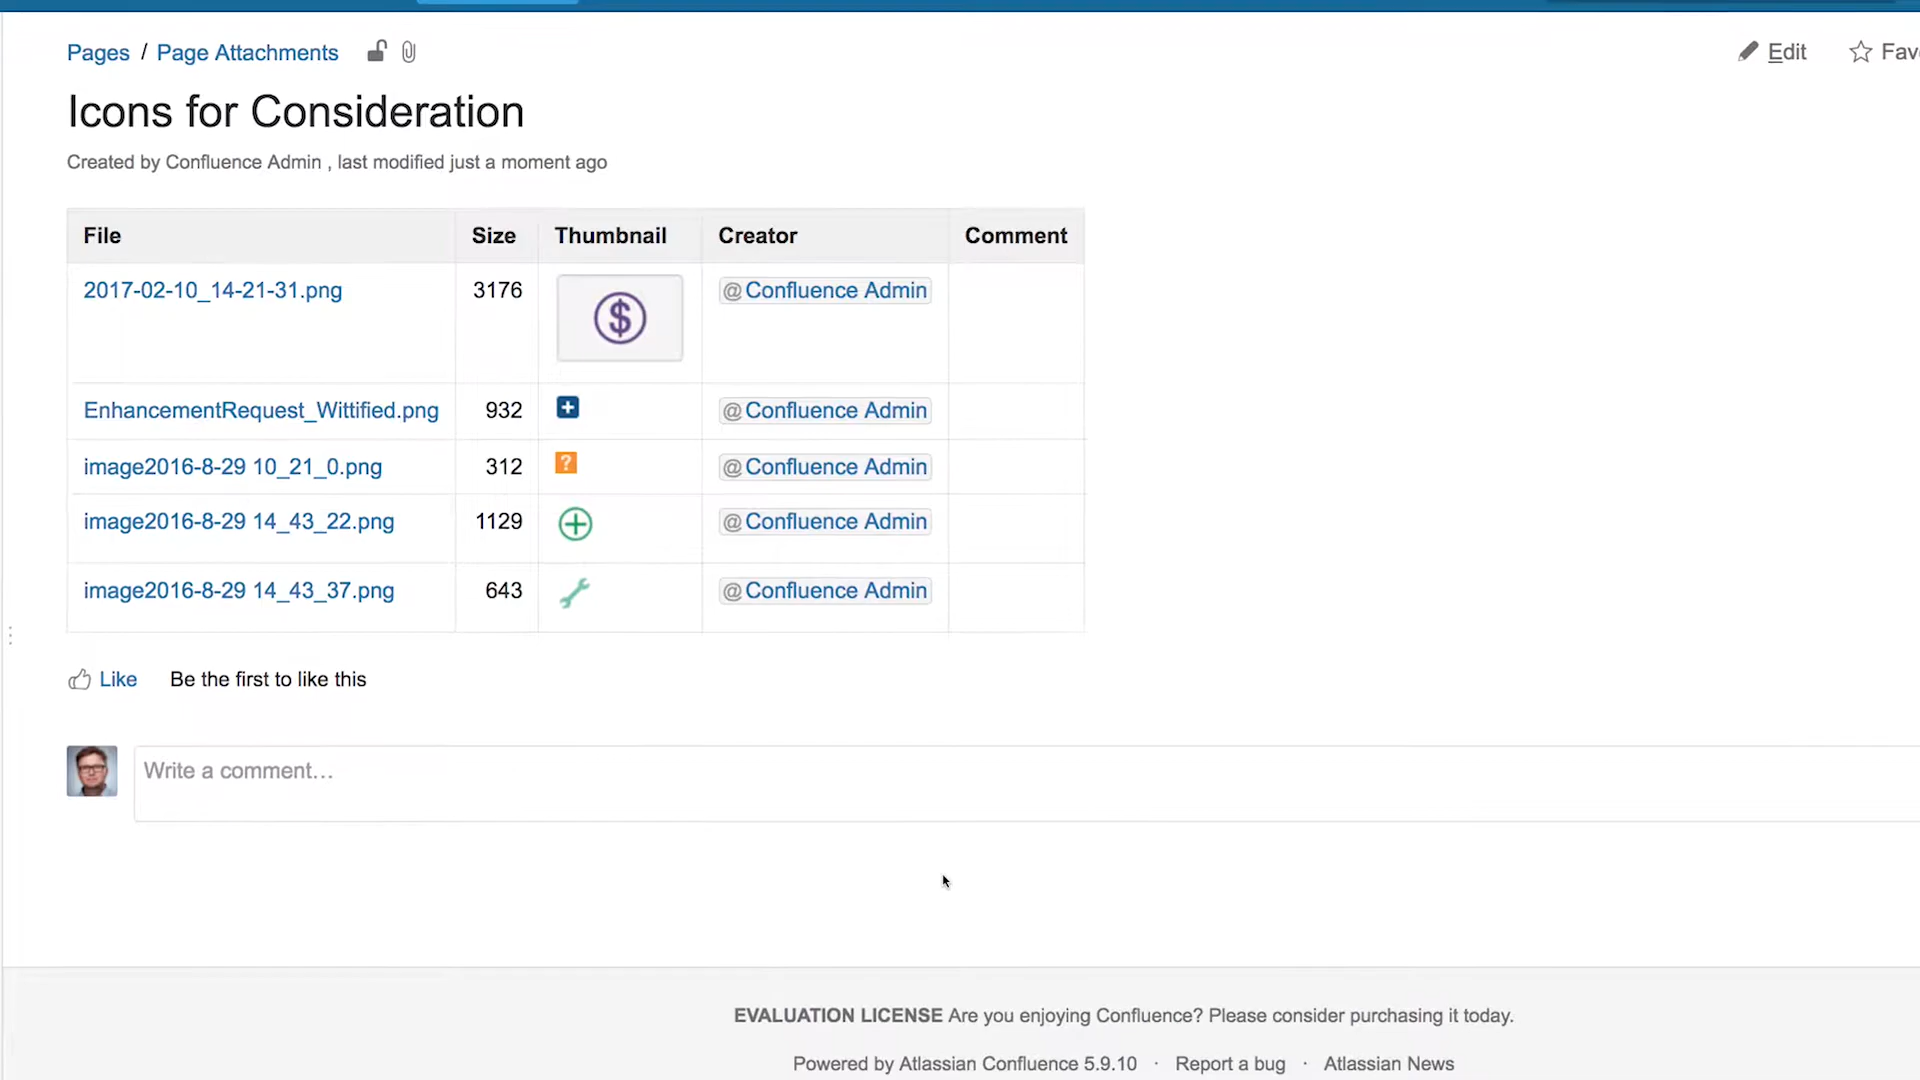 Pages / Page Attachments
Edit
Fav
Icons for Consideration
Created by Confluence Admin , last modified just a moment ago
File Size Thumbnail Creator Comment
2017-02-10_14-21-31.png 3176 $ @Confluence Admin
EnhancementRequest_Wittified.png 932 + @Confluence Admin
image2016-8-29 10_21_0.png 312 ? @Confluence Admin
image2016-8-29 14_43_22.png 1129 + @Confluence Admin
image2016-8-29 14_43_37.png 643 @Confluence Admin
Like Be the first to like this
Write a comment…
EVALUATION LICENSE Are you enjoying Confluence? Please consider purchasing it today.
Powered by Atlassian Confluence 5.9.10 · Report a bug · Atlassian News